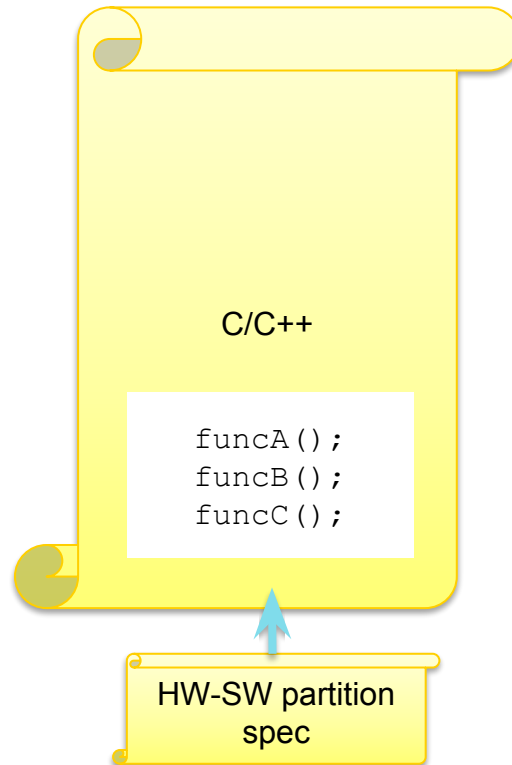 C/C++
funcA();
funcB();
funcC();
HW-SW partition
spec